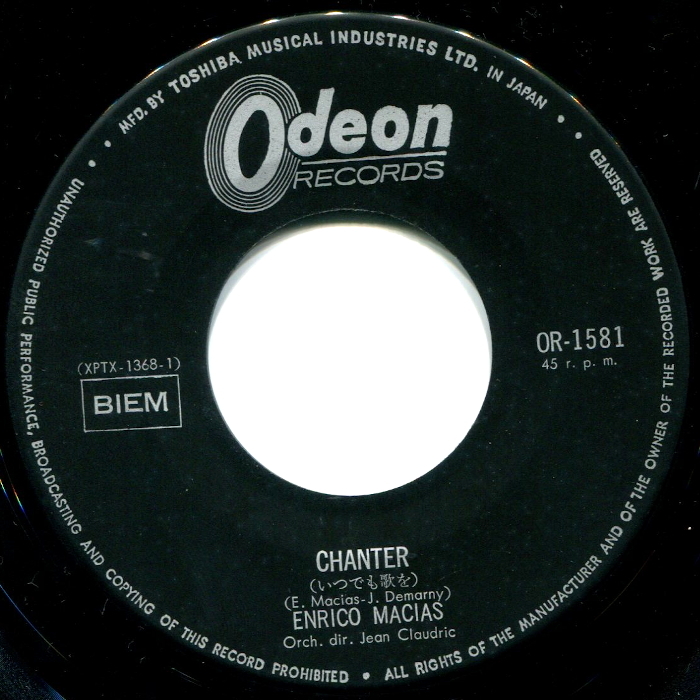 MFD. BY TOSHIBA MUSICAL INDUSTRIES LTD. IN JAPAN
Odeon
RECORDS
OR-1581
45 r. p. m.
(XPTX-1368-1)
BIEM
CHANTER
(いつでも歌を)
(E. Macias-J. Demarny)
ENRICO MACIAS
Orch. dir. Jean Claudric
UNAUTHORIZED PUBLIC PERFORMANCE, BROADCASTING AND COPYING OF THIS RECORD PROHIBITED • ALL RIGHTS OF THE MANUFACTURER AND OF THE OWNER OF THE RECORDED WORK ARE RESERVED